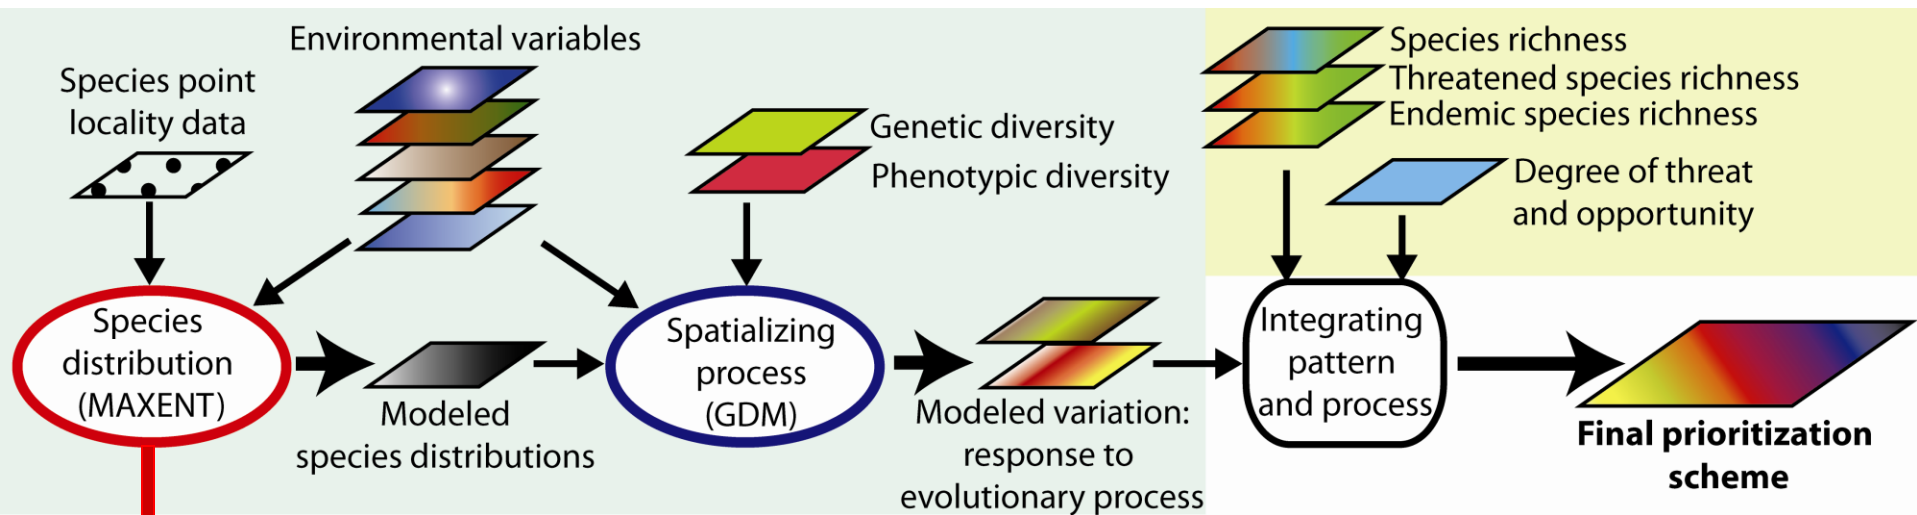 Environmental variables
Species point
locality data
Genetic diversity
Phenotypic diversity
Species richness
Threatened species richness
Endemic species richness
Degree of threat
and opportunity
Species
distribution
(MAXENT)
Modeled
species distributions
Spatializing
process
(GDM)
Modeled variation:
response to
evolutionary process
Integrating
pattern
and process
Final prioritization
scheme